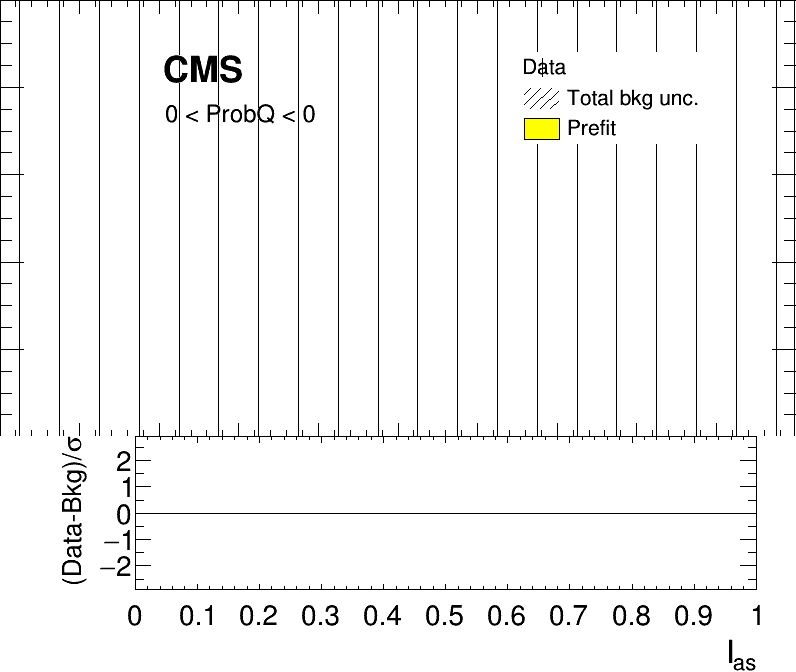 CMS
0 < ProbQ < 0
Data
Total bkg unc.
Prefit
(Data-Bkg)/σ
2
1
0
−1
−2
0 0.1 0.2 0.3 0.4 0.5 0.6 0.7 0.8 0.9 1
I_as